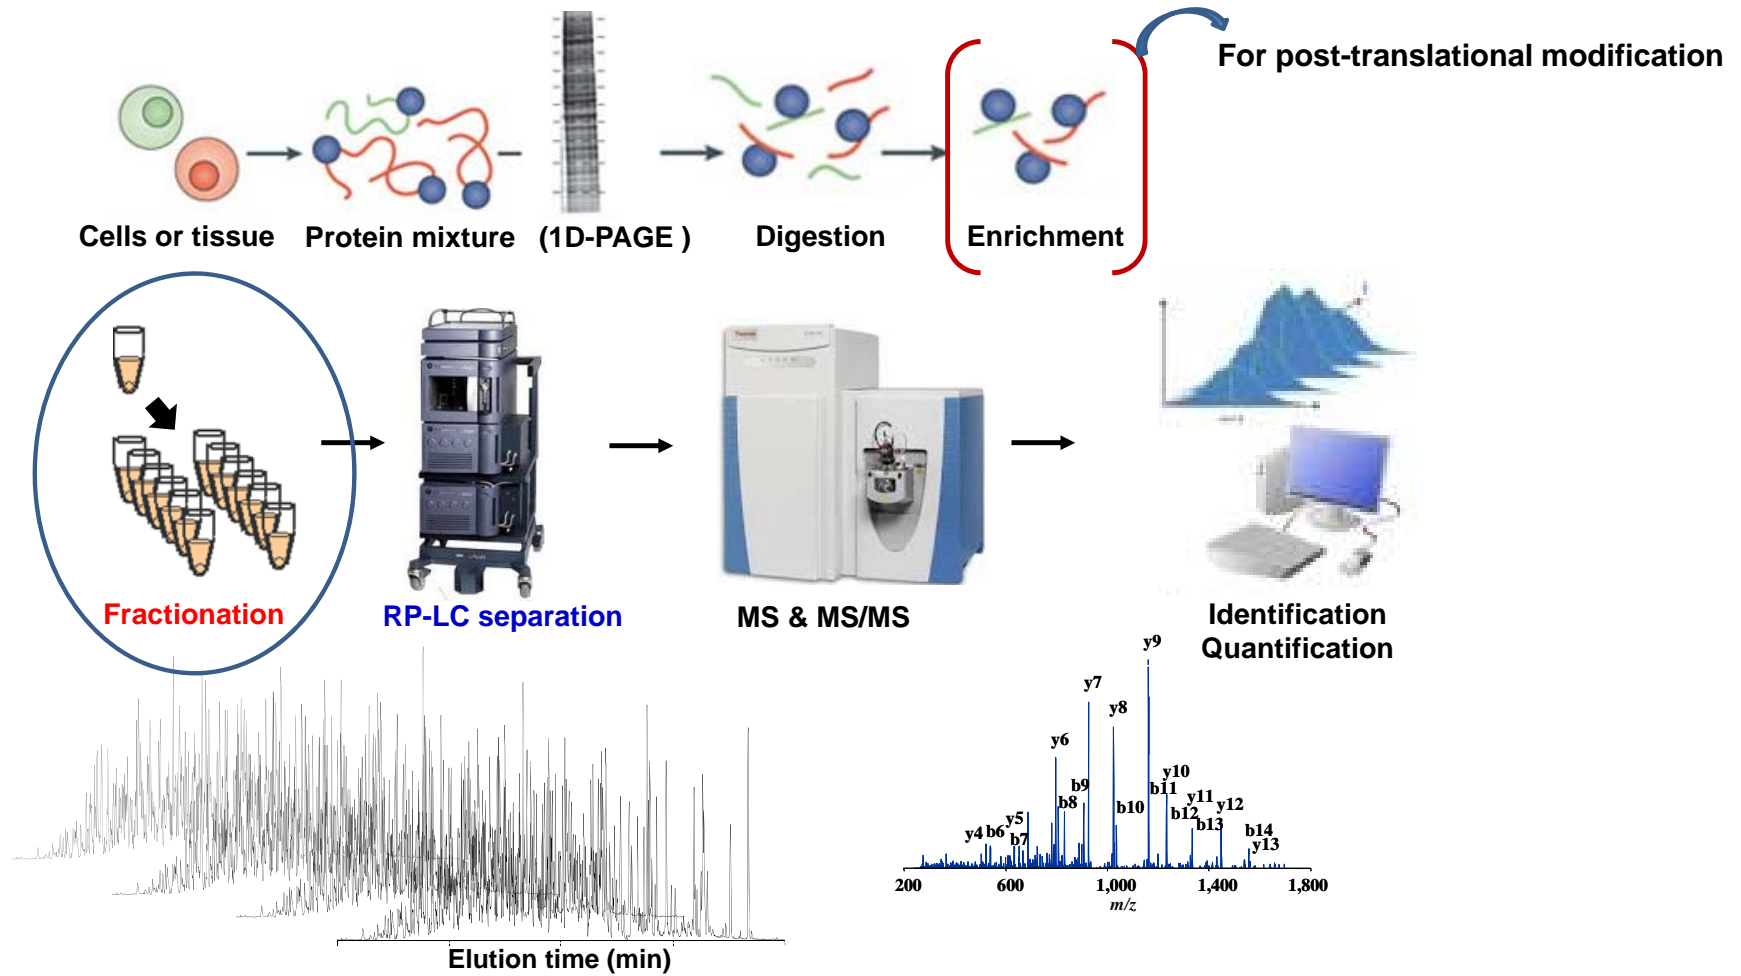 For post-translational modification
Cells or tissue
Protein mixture
(1D-PAGE )
Digestion
Enrichment
Fractionation
RP-LC separation
MS & MS/MS
Identification
Quantification
y9
y7
y8
y6
y10
b9
b11
y11
b8
b10
y12
b12
y5
b13
y4
b6
b14
b7
y13
200
600
1,000
1,400
1,800
m/z
Elution time (min)